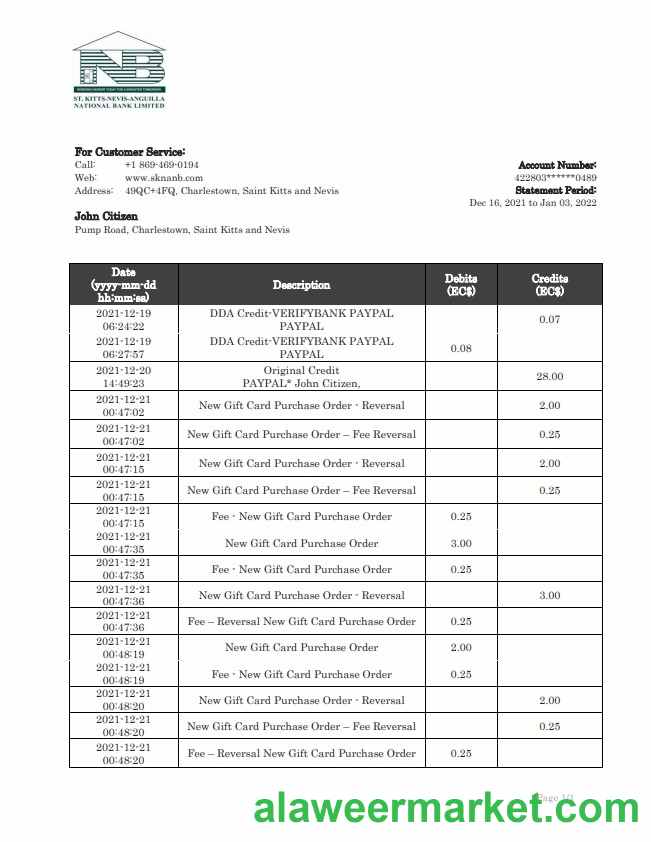 NB
ST. KITTS-NEVIS-ANGUILLA
NATIONAL BANK LIMITED
For Customer Service:
Call: +1 869-469-0194
Web: www.sknanb.com
Address: 49QC+4FQ, Charlestown, Saint Kitts and Nevis
Account Number:
422803******0489
Statement Period:
Dec 16, 2021 to Jan 03, 2022
John Citizen
Pump Road, Charlestown, Saint Kitts and Nevis
Date
(yyyy-mm-dd
hh:mm:ss)
Description
Debits
(EC$)
Credits
(EC$)
2021-12-19
06:24:22
DDA Credit-VERIFYBANK PAYPAL
PAYPAL
0.07
2021-12-19
06:27:57
DDA Credit-VERIFYBANK PAYPAL
PAYPAL
0.08
2021-12-20
14:49:23
Original Credit
PAYPAL* John Citizen,
28.00
2021-12-21
00:47:02
New Gift Card Purchase Order - Reversal
2.00
2021-12-21
00:47:02
New Gift Card Purchase Order – Fee Reversal
0.25
2021-12-21
00:47:15
New Gift Card Purchase Order - Reversal
2.00
2021-12-21
00:47:15
New Gift Card Purchase Order – Fee Reversal
0.25
2021-12-21
00:47:15
Fee - New Gift Card Purchase Order
0.25
2021-12-21
00:47:35
New Gift Card Purchase Order
3.00
2021-12-21
00:47:35
Fee - New Gift Card Purchase Order
0.25
2021-12-21
00:47:36
New Gift Card Purchase Order - Reversal
3.00
2021-12-21
00:47:36
Fee – Reversal New Gift Card Purchase Order
0.25
2021-12-21
00:48:19
New Gift Card Purchase Order
2.00
2021-12-21
00:48:19
Fee - New Gift Card Purchase Order
0.25
2021-12-21
00:48:20
New Gift Card Purchase Order - Reversal
2.00
2021-12-21
00:48:20
New Gift Card Purchase Order – Fee Reversal
0.25
2021-12-21
00:48:20
Fee – Reversal New Gift Card Purchase Order
0.25
Page 1/1
alaweermarket.com